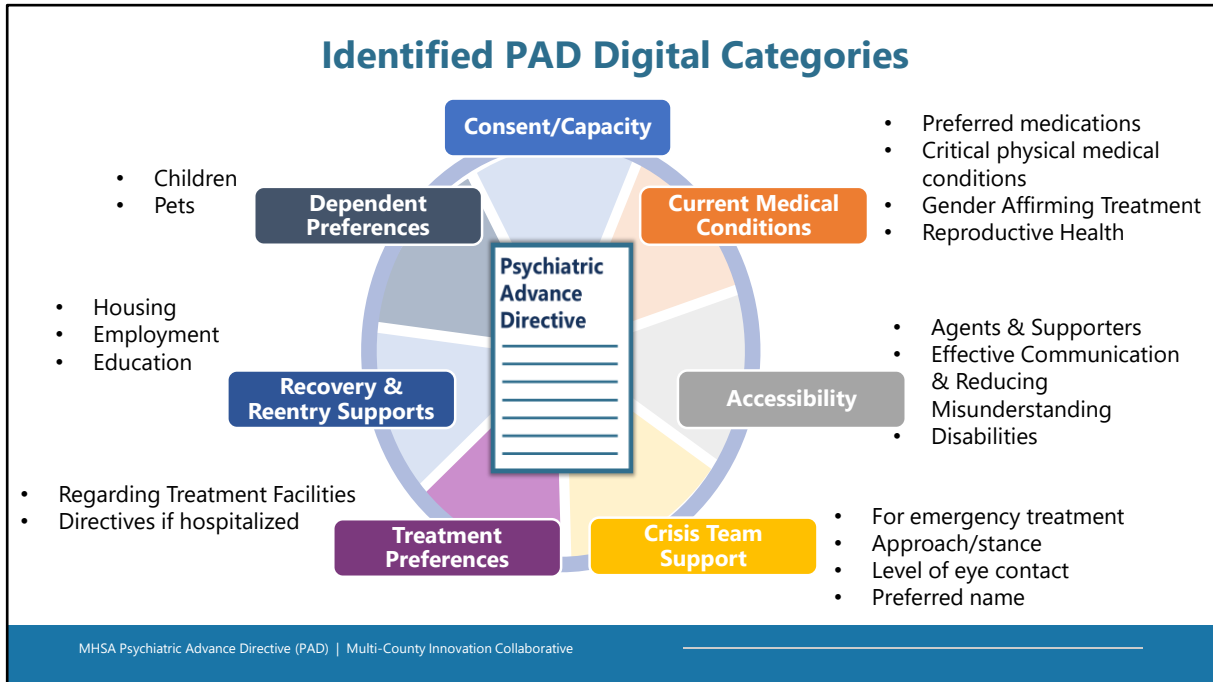 Identified PAD Digital Categories
Consent/Capacity
• Preferred medications
• Critical physical medical
conditions
• Gender Affirming Treatment
• Reproductive Health
Current Medical
Conditions
• Agents & Supporters
• Effective Communication
& Reducing
Misunderstanding
• Disabilities
Accessibility
• For emergency treatment
• Approach/stance
• Level of eye contact
• Preferred name
Crisis Team
Support
Treatment
Preferences
• Regarding Treatment Facilities
• Directives if hospitalized
Recovery &
Reentry Supports
• Housing
• Employment
• Education
Dependent
Preferences
• Children
• Pets
Psychiatric
Advance
Directive
MHSA Psychiatric Advance Directive (PAD) | Multi-County Innovation Collaborative